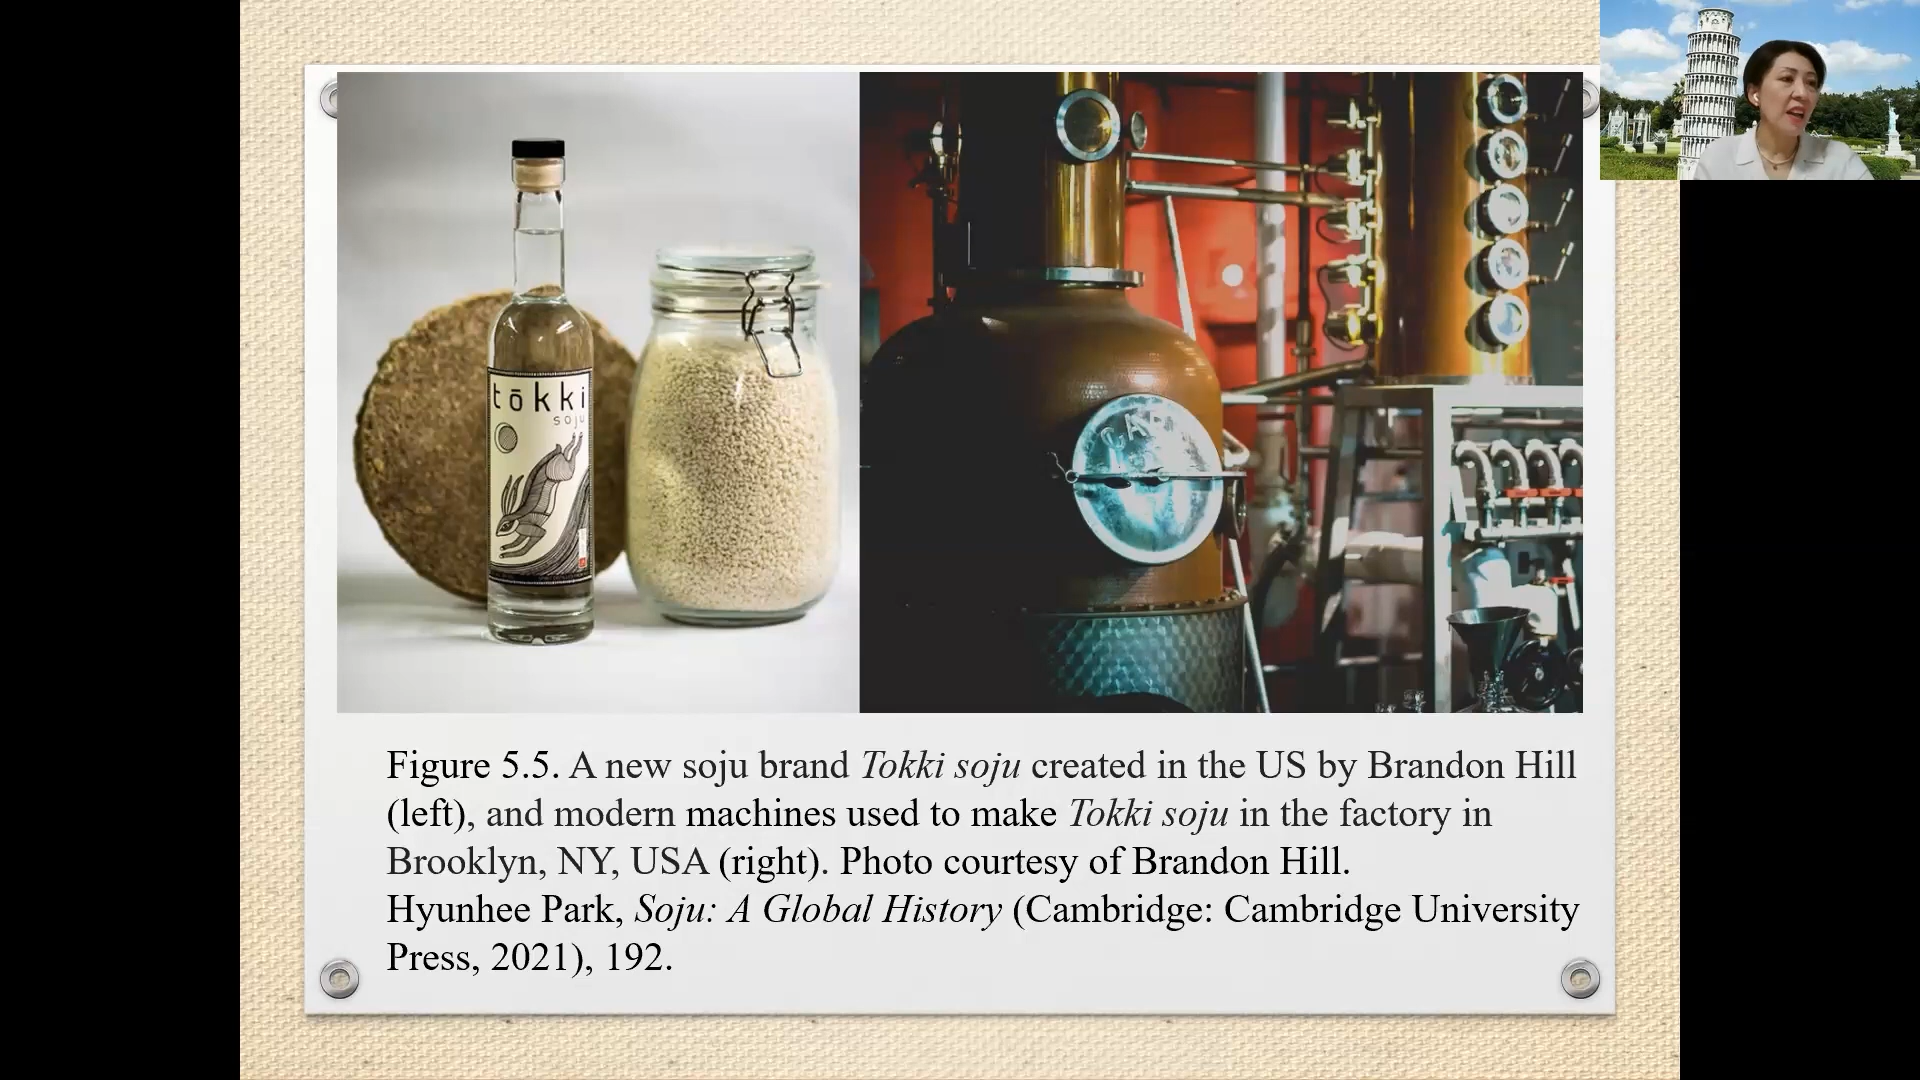 tōkki
soju
CARL
Figure 5.5. A new soju brand Tokki soju created in the US by Brandon Hill
(left), and modern machines used to make Tokki soju in the factory in
Brooklyn, NY, USA (right). Photo courtesy of Brandon Hill.
Hyunhee Park, Soju: A Global History (Cambridge: Cambridge University
Press, 2021), 192.